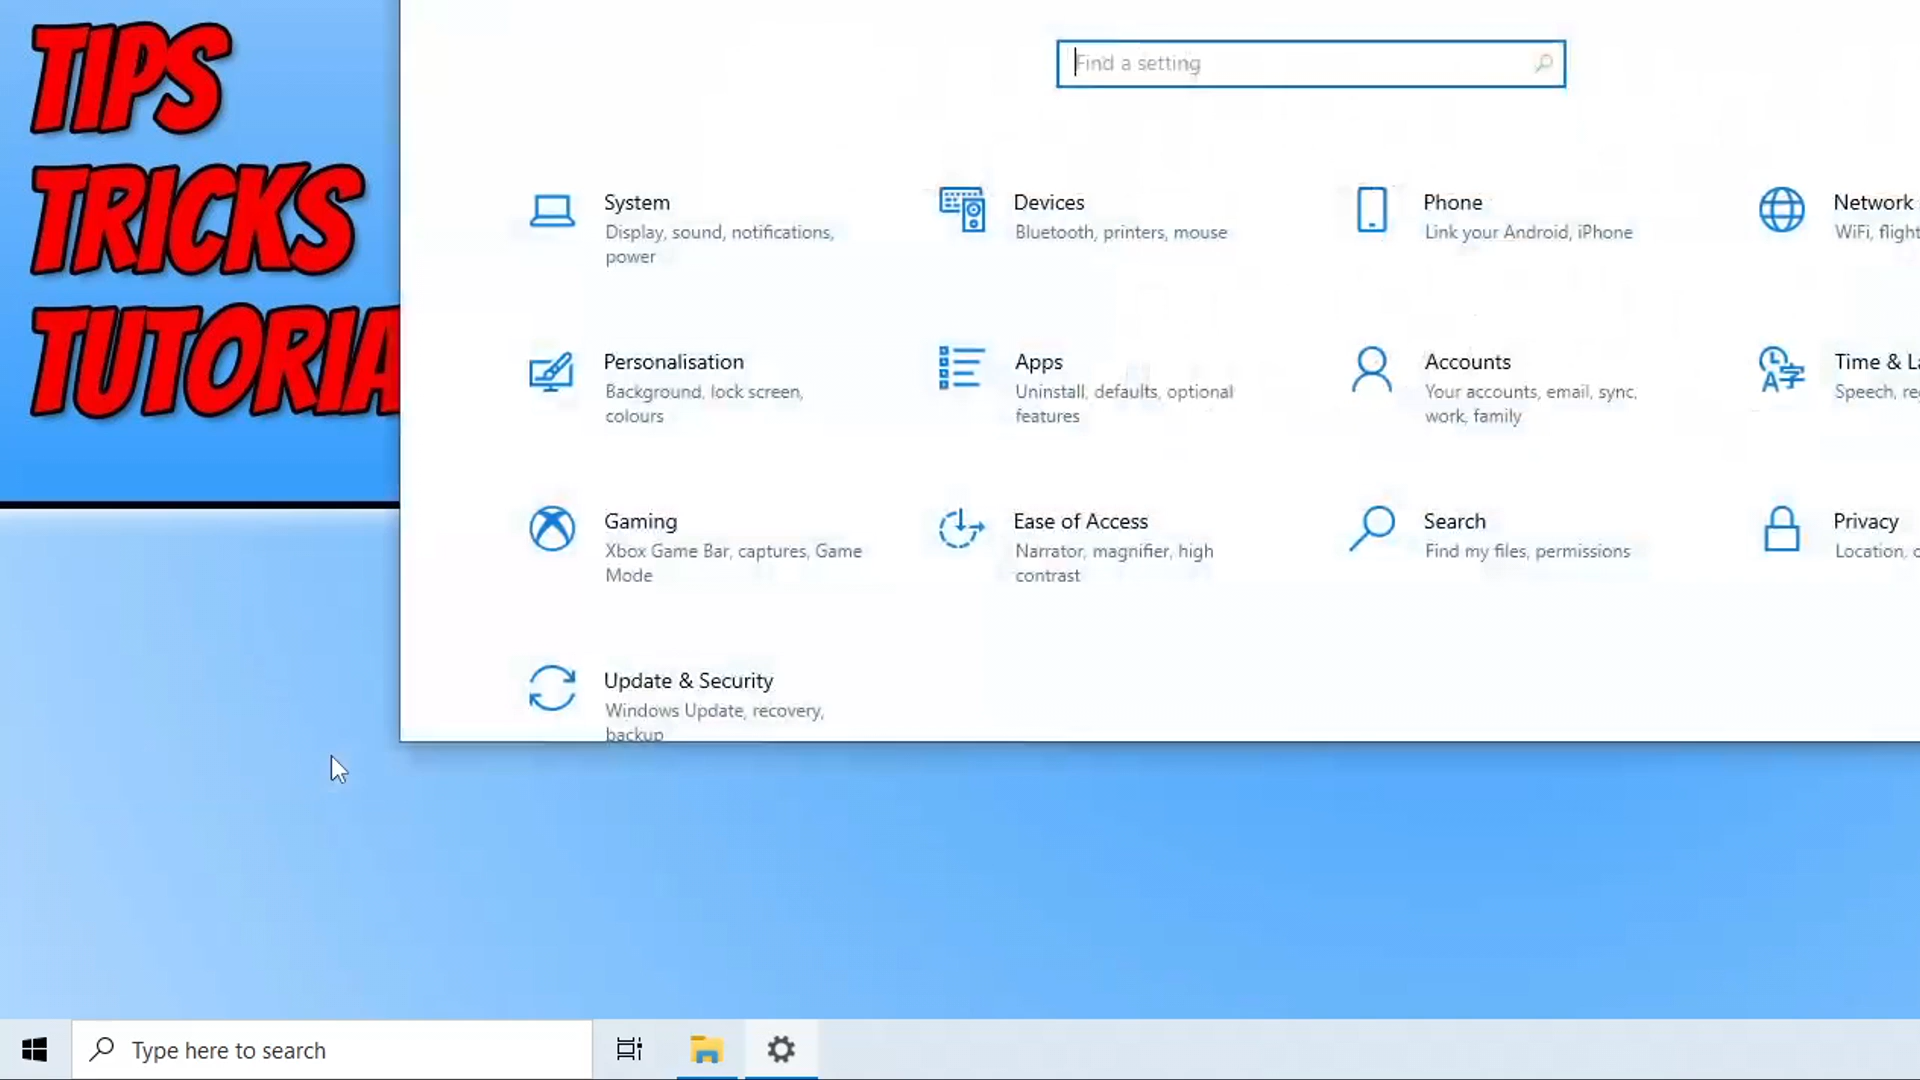 TIPS
TRICKS
Find a setting
System
Display, sound, notifications,
power
Devices
Bluetooth, printers, mouse
Phone
Link your Android, iPhone
Network
WiFi, flight
Personalisation
Background, lock screen,
colours
Apps
Uninstall, defaults, optional
features
Accounts
Your accounts, email, sync,
work, family
Time & La
Speech, re
TUTORIA
Gaming
Xbox Game Bar, captures, Game
Mode
Ease of Access
Narrator, magnifier, high
contrast
Search
Find my files, permissions
Privacy
Location, c
Update & Security
Windows Update, recovery,
backup
Type here to search